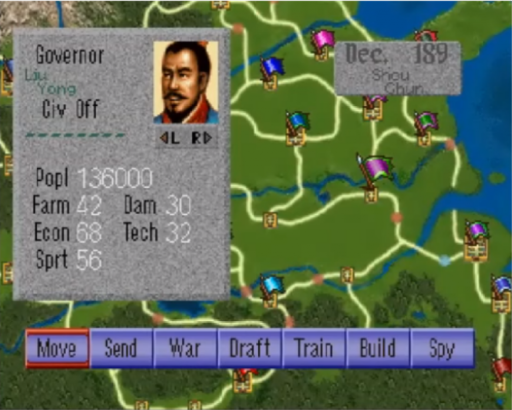 Governor
Liu
Yong
Civ Off
L R
Popl 136000
Farm 42 Dam 30
Econ 68 Tech 32
Sprt 56
Dec. 189
Shou
Chun
Move Send War Draft Train Build Spy